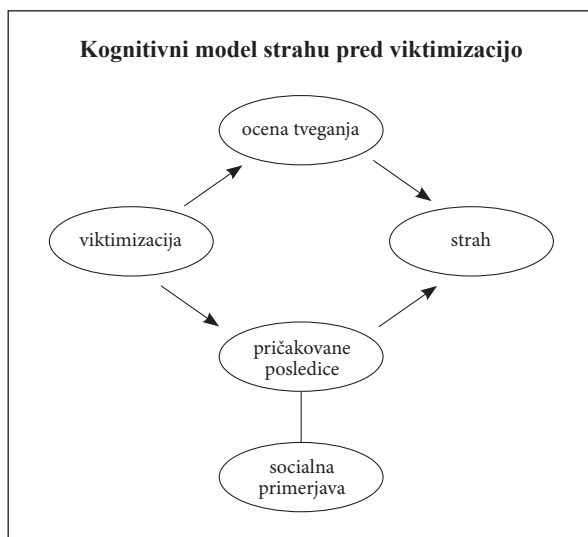 Kognitivni model strahu pred viktimizacijo
ocena tveganja
viktimizacija
strah
pričakovane
posledice
socialna
primerjava